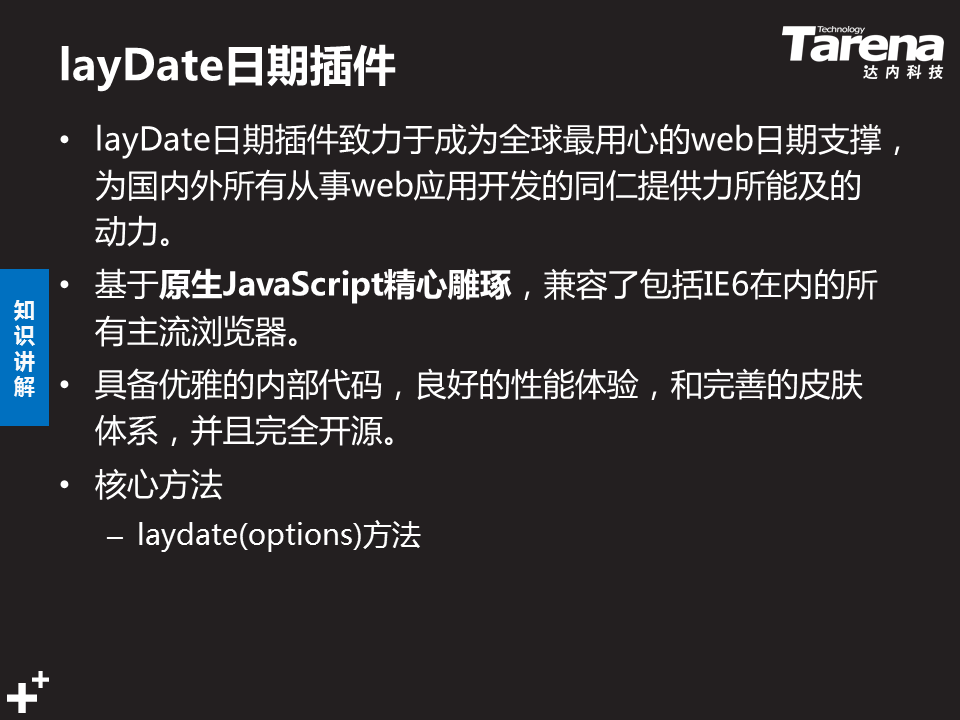 layDate日期插件
Technology
Tarena
达内科技
• layDate日期插件致力于成为全球最用心的web日期支撑，
为国内外所有从事web应用开发的同仁提供力所能及的
动力。
• 基于原生JavaScript精心雕琢，兼容了包括IE6在内的所
有主流浏览器。
• 具备优雅的内部代码，良好的性能体验，和完善的皮肤
体系，并且完全开源。
• 核心方法
– laydate(options)方法
知
识
讲
解